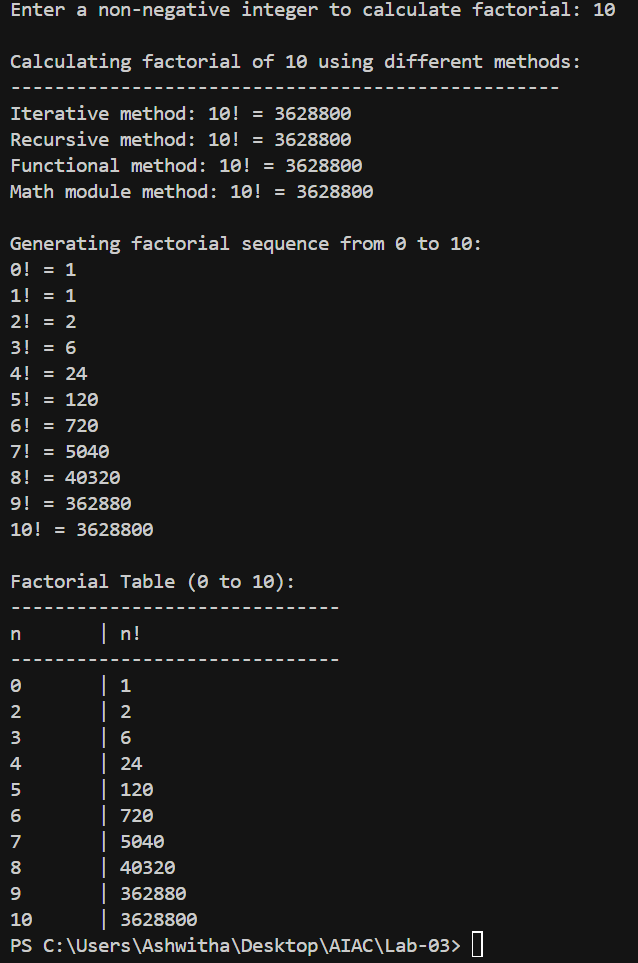 Enter a non-negative integer to calculate factorial: 10

Calculating factorial of 10 using different methods:
--------------------------------------------------
Iterative method: 10! = 3628800
Recursive method: 10! = 3628800
Functional method: 10! = 3628800
Math module method: 10! = 3628800

Generating factorial sequence from 0 to 10:
0! = 1
1! = 1
2! = 2
3! = 6
4! = 24
5! = 120
6! = 720
7! = 5040
8! = 40320
9! = 362880
10! = 3628800

Factorial Table (0 to 10):
------------------------------
n       | n!
------------------------------
0       | 1
2       | 2
3       | 6
4       | 24
5       | 120
6       | 720
7       | 5040
8       | 40320
9       | 362880
10      | 3628800
PS C:\Users\Ashwitha\Desktop\AIAC\Lab-03>